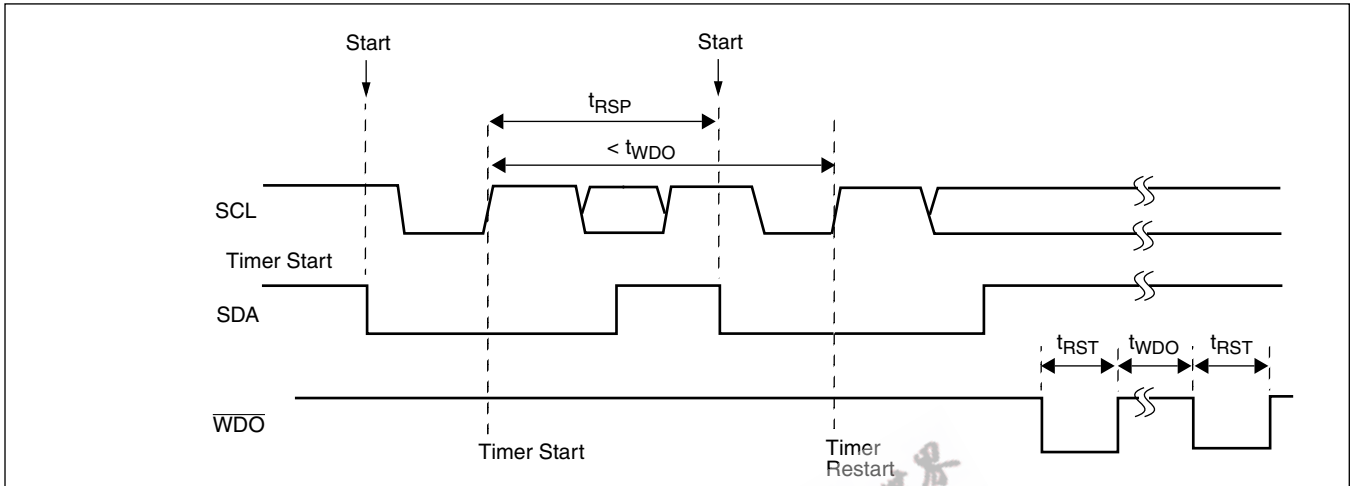 Start Start
tRSP
< tWDO
SCL
Timer Start
SDA
tRST tWDO tRST
WDO
Timer Start
Timer
Restart